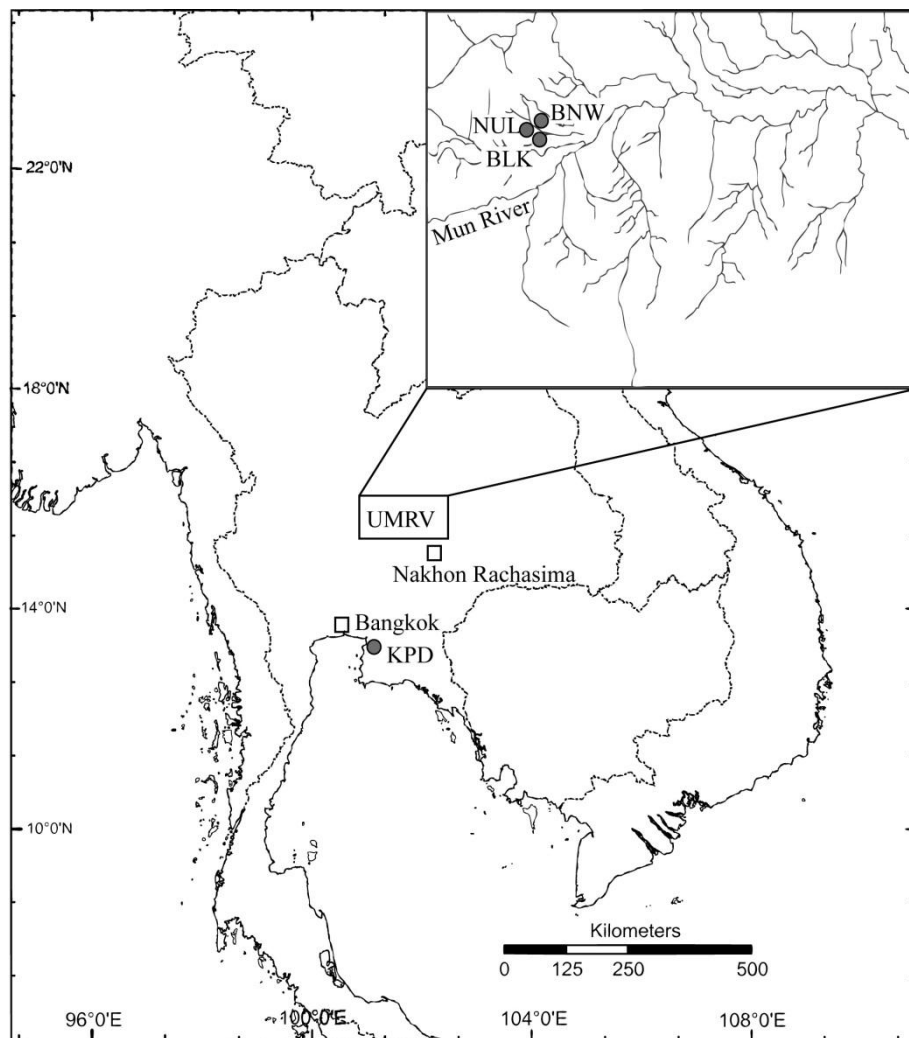 BNW
NUL
BLK
Mun River
22°0'N
18°0'N
UMRV
Nakhon Rachasima
14°0'N
Bangkok
KPD
10°0'N
Kilometers
0 125 250 500
96°0'E 100°0'E 104°0'E 108°0'E